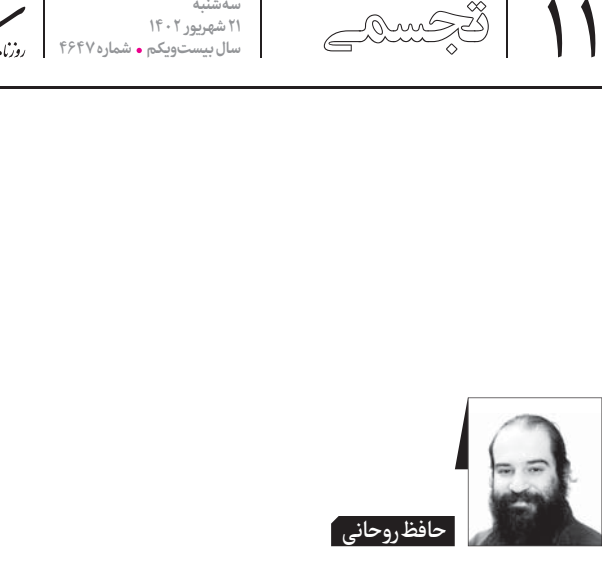 ۱۱
تجسمی
سه‌شنبه
۲۱ شهریور ۱۴۰۲
سال بیست‌ویکم • شماره ۴۶۴۷
حافظ روحانی